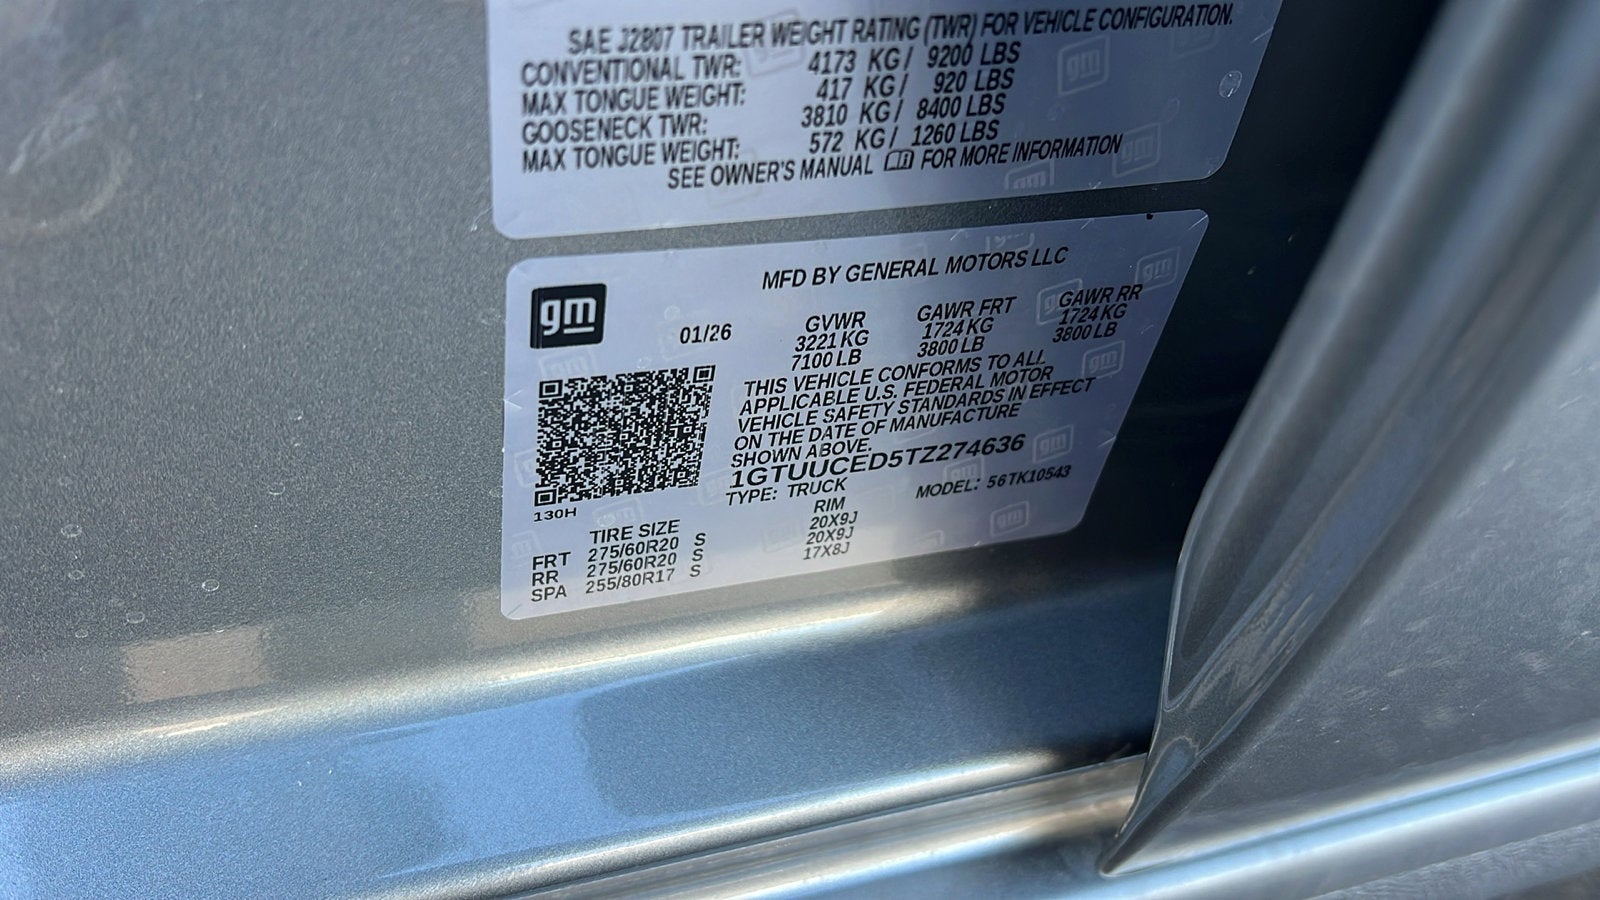 SAE J2807 TRAILER WEIGHT RATING (TWR) FOR VEHICLE CONFIGURATION.
CONVENTIONAL TWR: 4173 KG/ 9200 LBS
MAX TONGUE WEIGHT: 417 KG/ 920 LBS
GOOSENECK TWR: 3810 KG/ 8400 LBS
MAX TONGUE WEIGHT: 572 KG/ 1260 LBS
SEE OWNER'S MANUAL FOR MORE INFORMATION
MFD BY GENERAL MOTORS LLC
gm
01/26
GVWR GAWR FRT GAWR RR
3221 KG 1724 KG 1724 KG
7100 LB 3800 LB 3800 LB
THIS VEHICLE CONFORMS TO ALL
APPLICABLE U.S. FEDERAL MOTOR
VEHICLE SAFETY STANDARDS IN EFFECT
ON THE DATE OF MANUFACTURE
SHOWN ABOVE.
1GTUUCED5TZ274636
TYPE: TRUCK MODEL: 56TK10543
130H
TIRE SIZE RIM
FRT 275/60R20 S 20X9J
RR 275/60R20 S 20X9J
SPA 255/80R17 S 17X8J